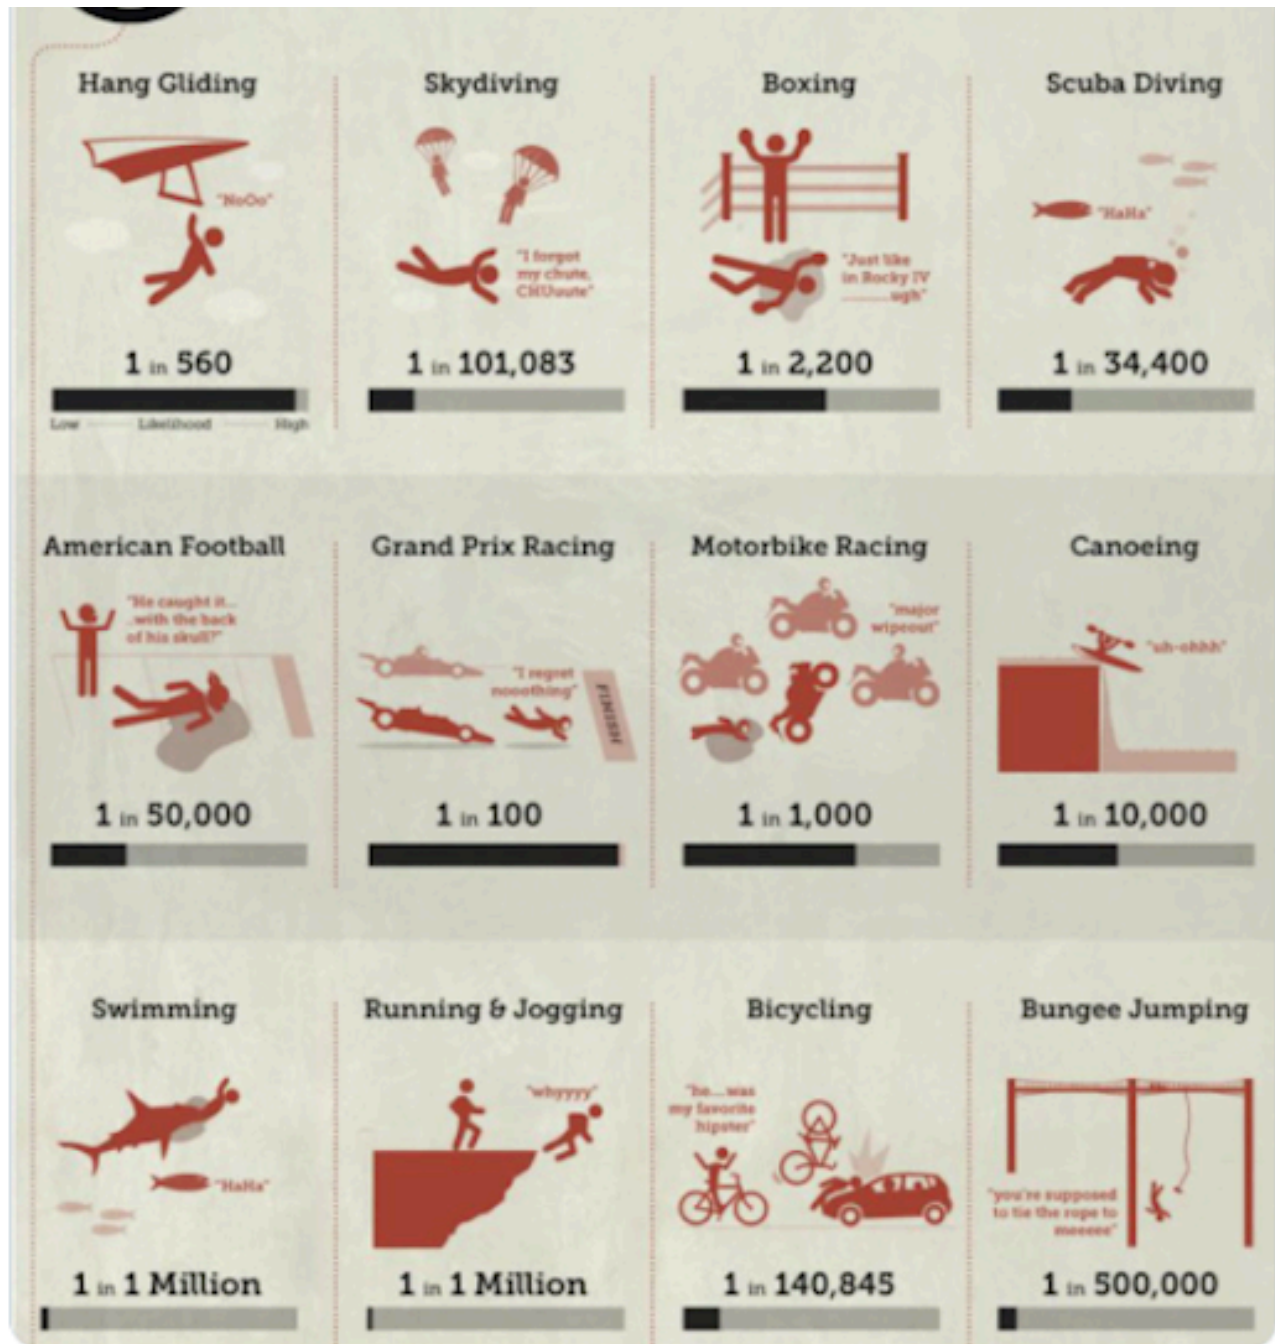 Hang Gliding
"NoOo"
1 in 560
Low Likelihood High
Skydiving
"I forgot
my chute,
CHUuute"
1 in 101,083
Boxing
"Just like
in Rocky IV
.........ugh"
1 in 2,200
Scuba Diving
"HaHa"
1 in 34,400
American Football
"He caught it...
..with the back
of his skull?"
1 in 50,000
Grand Prix Racing
"I regret
nooothing"
FINISH
1 in 100
Motorbike Racing
"major
wipeout"
1 in 1,000
Canoeing
"uh-ohhh"
1 in 10,000
Swimming
"HaHa"
1 in 1 Million
Running & Jogging
"whyyyy"
1 in 1 Million
Bicycling
"he....was
my favorite
hipster"
1 in 140,845
Bungee Jumping
"you're supposed
to tie the rope to
meeeee"
1 in 500,000